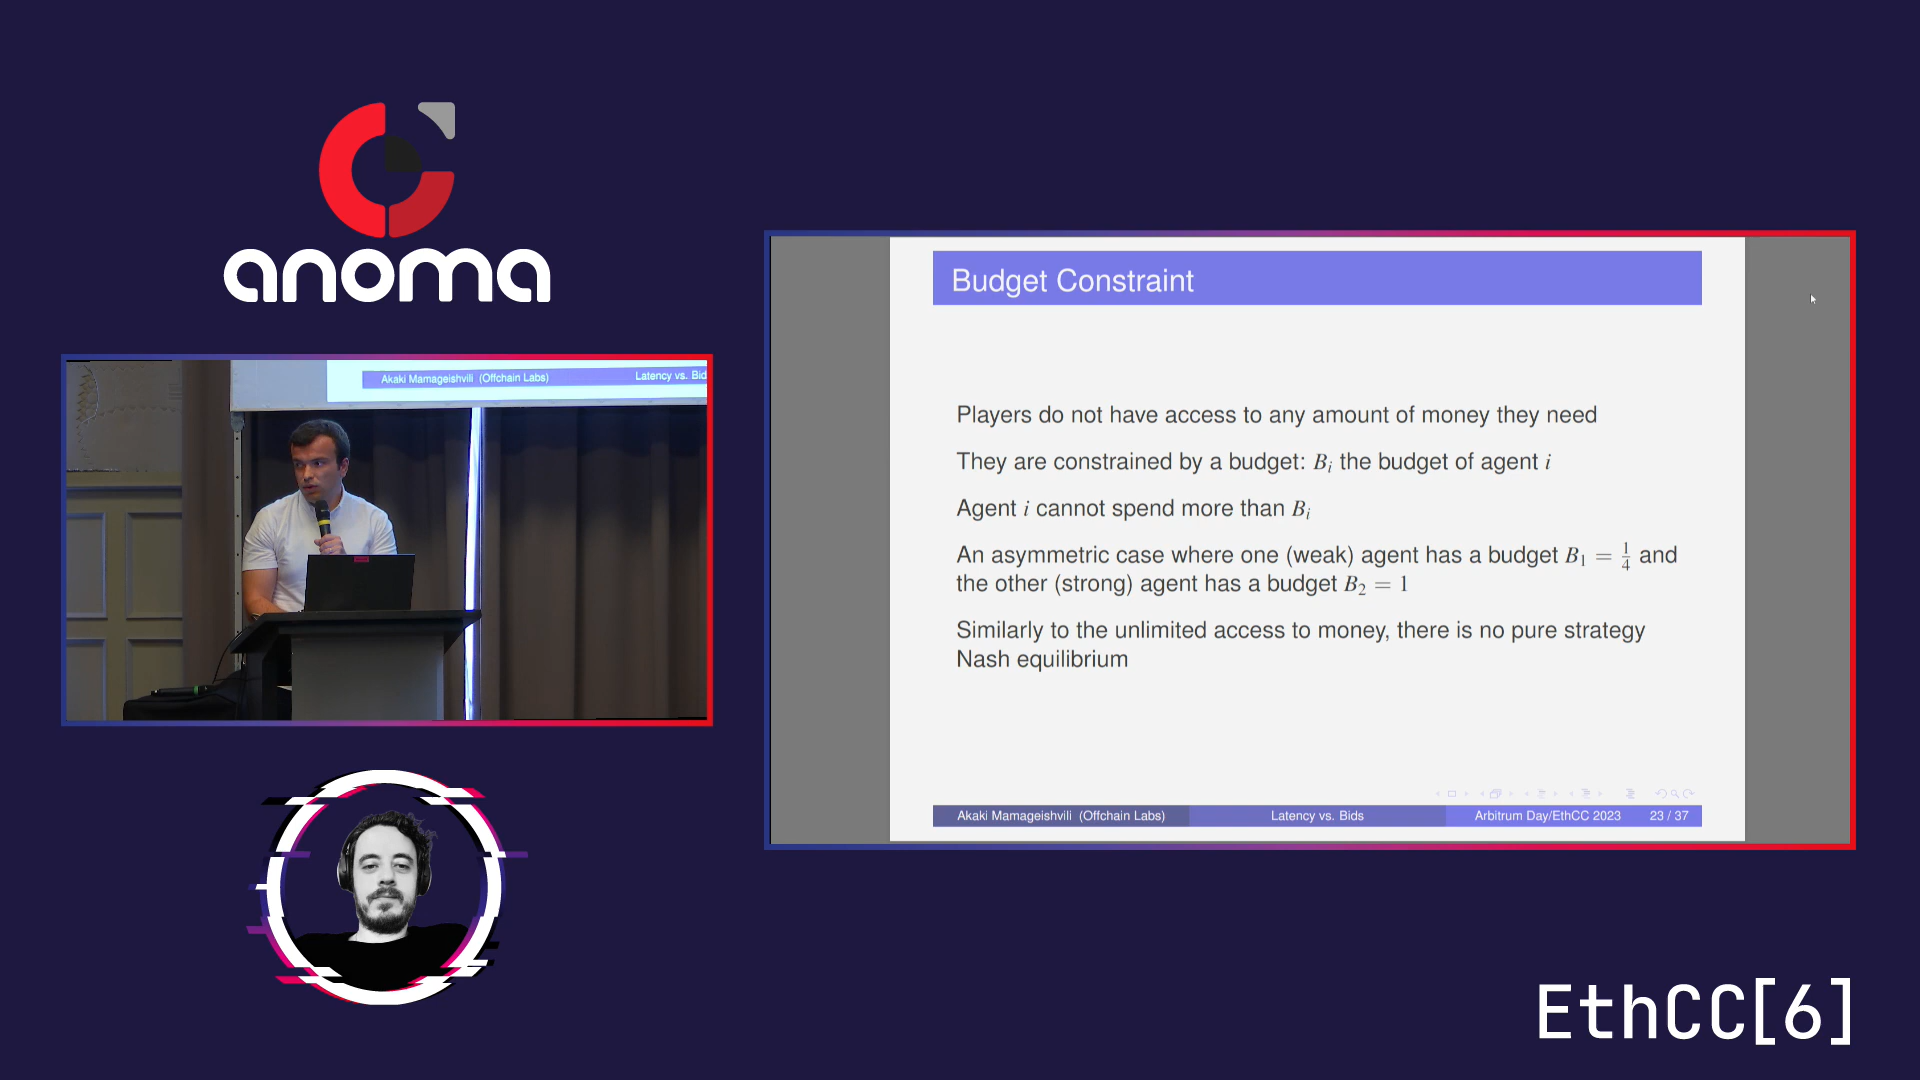 anoma
Akaki Mamageishvili (Offchain Labs)
Latency vs. Bid
Budget Constraint
Players do not have access to any amount of money they need
They are constrained by a budget: Bᵢ the budget of agent i
Agent i cannot spend more than Bᵢ
An asymmetric case where one (weak) agent has a budget B₁ = 1/4 and
the other (strong) agent has a budget B₂ = 1
Similarly to the unlimited access to money, there is no pure strategy
Nash equilibrium
Akaki Mamageishvili (Offchain Labs)
Latency vs. Bids
Arbitrum Day/EthCC 2023
23 / 37
EthCC[6]